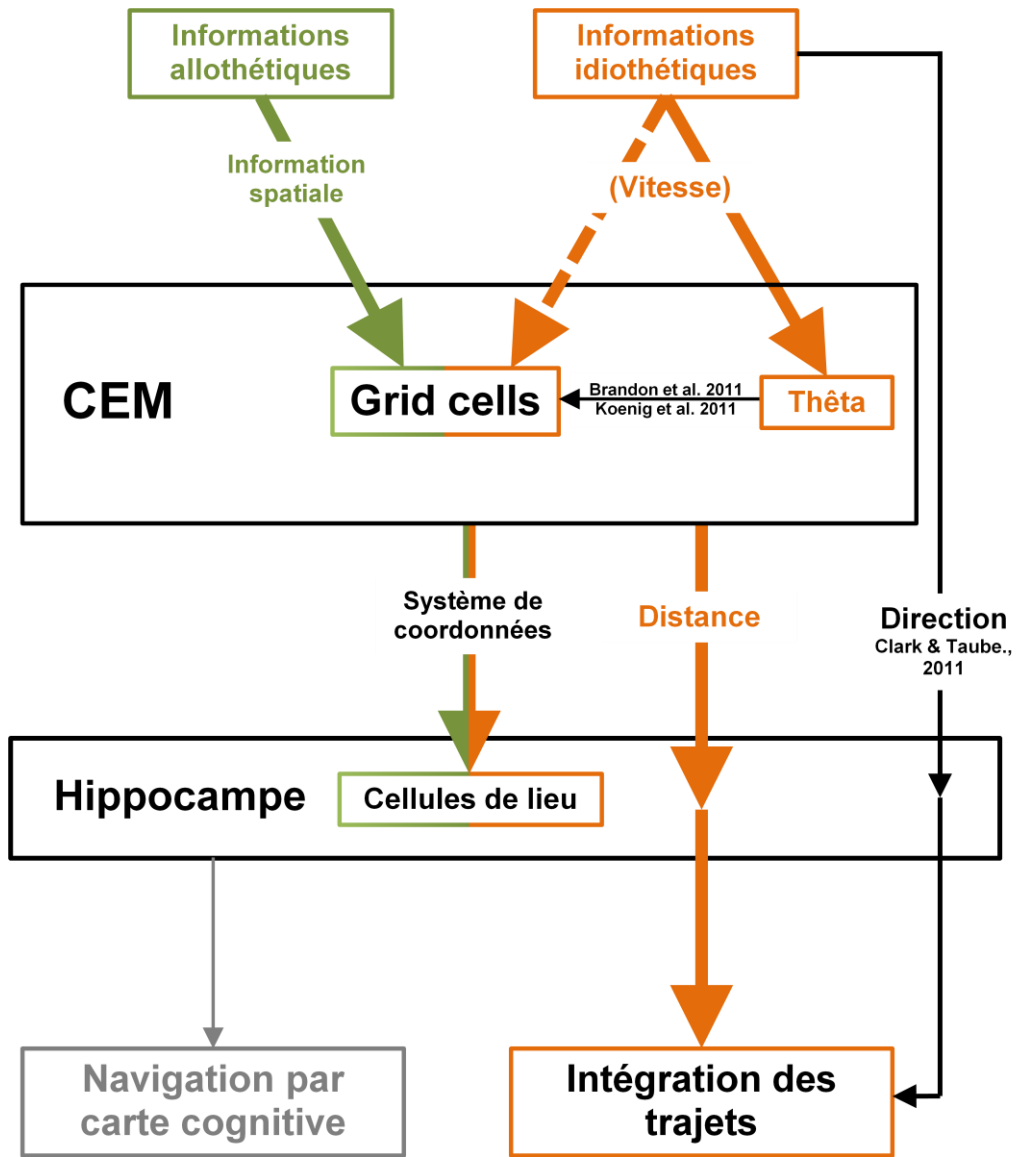 Informations
allothétiques
Informations
idiothétiques
Information
spatiale
(Vitesse)
CEM
Grid cells
Brandon et al. 2011
Koenig et al. 2011
Thêta
Système de
coordonnées
Distance
Direction
Clark & Taube.,
2011
Hippocampe
Cellules de lieu
Navigation par
carte cognitive
Intégration des
trajets